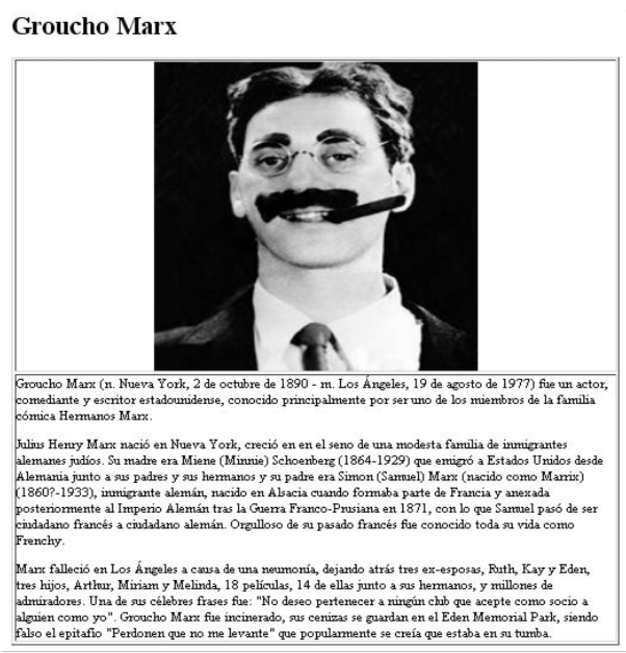 Groucho Marx
Groucho Marx (n. Nueva York, 2 de octubre de 1890 - m. Los Ángeles, 19 de agosto de 1977) fue un actor,
comediante y escritor estadounidense, conocido principalmente por ser uno de los miembros de la familia
cómica Hermanos Marx.
Julius Henry Marx nació en Nueva York, creció en en el seno de una modesta familia de inmigrantes
alemanes judíos. Su madre era Miene (Minnie) Schoenberg (1864-1929) que emigró a Estados Unidos desde
Alemania junto a sus padres y sus hermanos y su padre era Simon (Samuel) Marx (nacido como Marrix)
(1860?-1933), inmigrante alemán, nacido en Alsacia cuando formaba parte de Francia y anexada
posteriormente al Imperio Alemán tras la Guerra Franco-Prusiana en 1871, con lo que Samuel pasó de ser
ciudadano francés a ciudadano alemán. Orgulloso de su pasado francés fue conocido toda su vida como
Frenchy.
Marx falleció en Los Ángeles a causa de una neumonía, dejando atrás tres ex-esposas, Ruth, Kay y Eden,
tres hijos, Arthur, Miriam y Melinda, 18 películas, 14 de ellas junto a sus hermanos, y millones de
admiradores. Una de sus célebres frases fue: "No deseo pertenecer a ningún club que acepte como socio a
alguien como yo". Groucho Marx fue incinerado, sus cenizas se guardan en el Eden Memorial Park, siendo
falso el epitafio "Perdonen que no me levante" que popularmente se creía que estaba en su tumba.